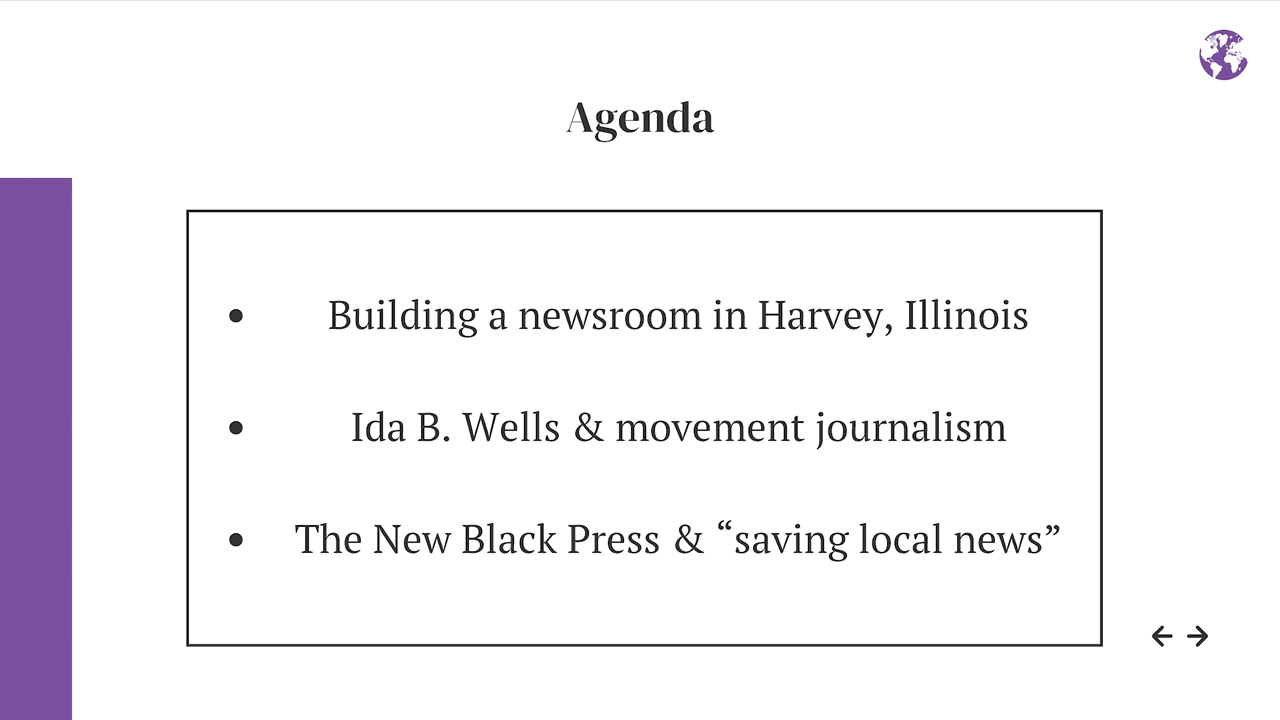 Agenda
• Building a newsroom in Harvey, Illinois
• Ida B. Wells & movement journalism
• The New Black Press & “saving local news”